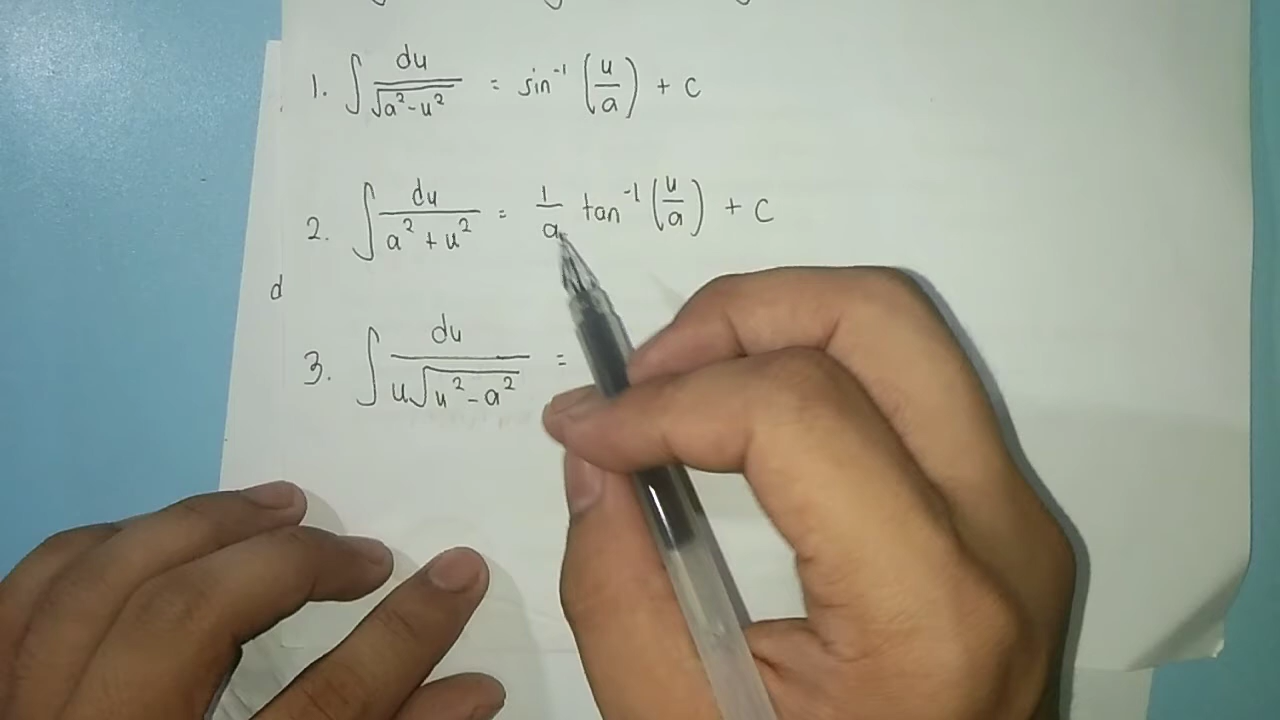 1. ∫ du/√(a²-u²) = sin⁻¹ (u/a) + C
2. ∫ du/(a² + u²) = 1/a tan⁻¹ (u/a) + C
d
3. ∫ du/(u√(u²-a²)) =